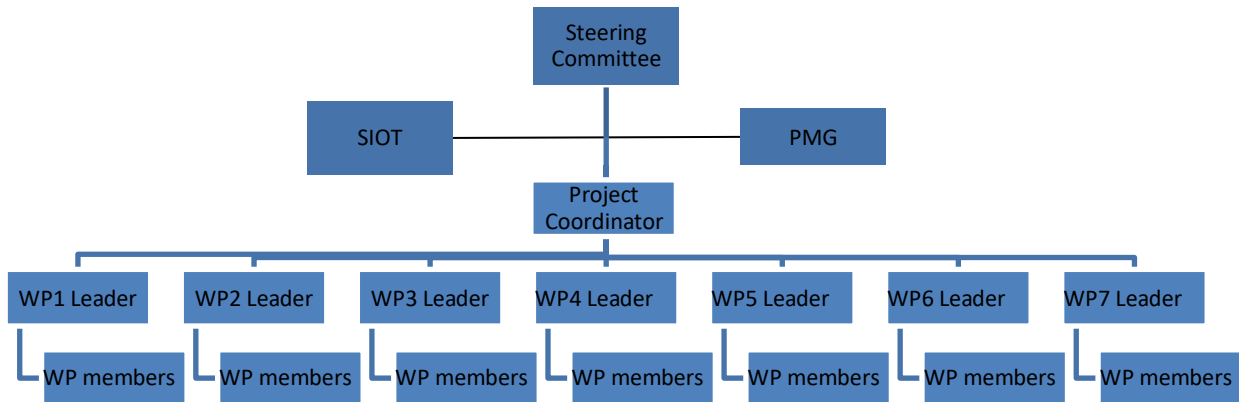 Steering
Committee
SIOT
PMG
Project
Coordinator
WP1 Leader
WP2 Leader
WP3 Leader
WP4 Leader
WP5 Leader
WP6 Leader
WP7 Leader
WP members
WP members
WP members
WP members
WP members
WP members
WP members